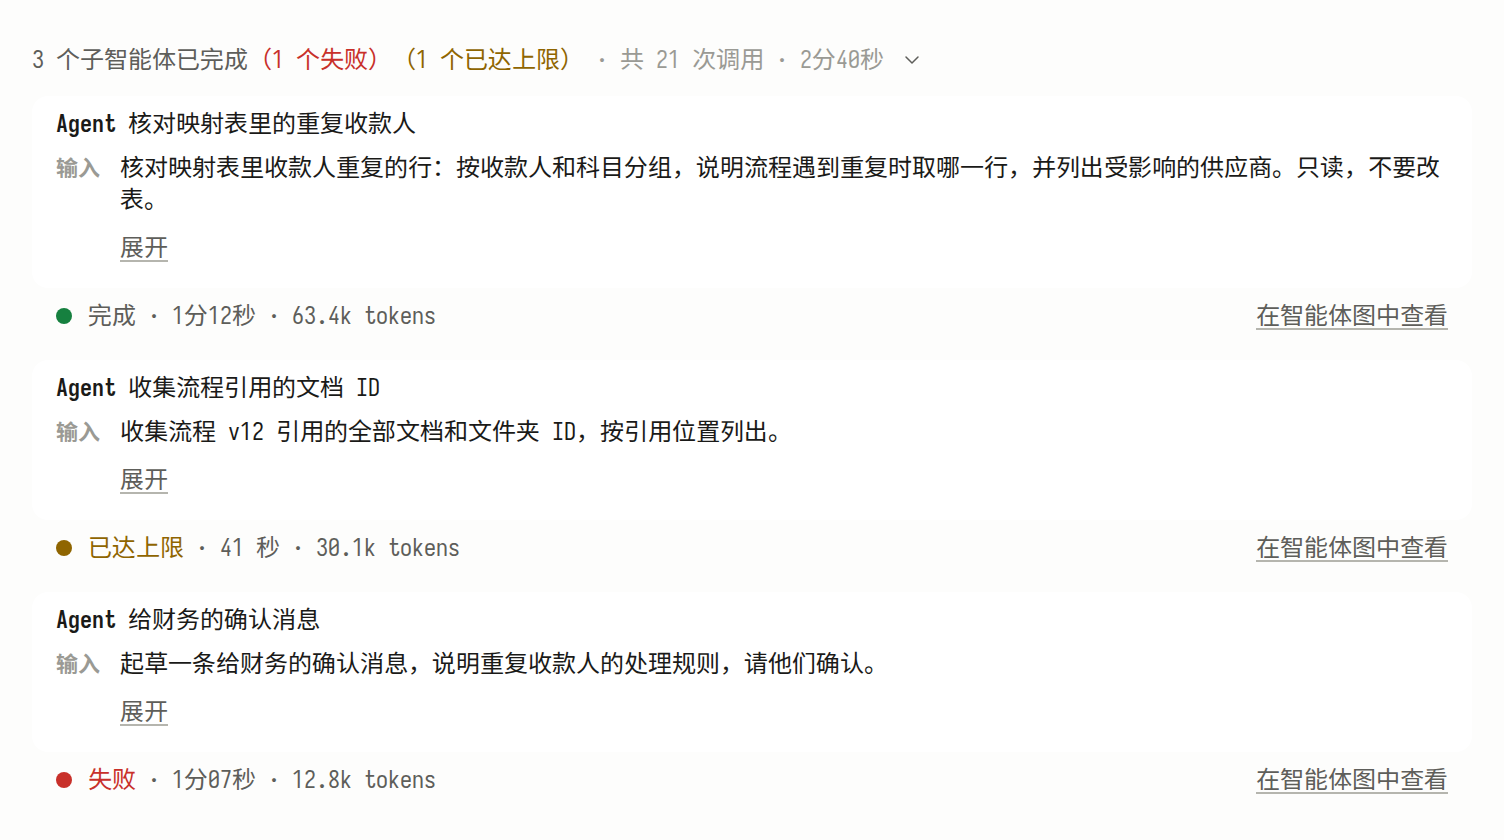 3 个子智能体已完成（1 个失败）（1 个已达上限） · 共 21 次调用 · 2分40秒
Agent 核对映射表里的重复收款人
输入 核对映射表里收款人重复的行：按收款人和科目分组，说明流程遇到重复时取哪一行，并列出受影响的供应商。只读，不要改
表。
展开
完成 · 1分12秒 · 63.4k tokens 在智能体图中查看
Agent 收集流程引用的文档 ID
输入 收集流程 v12 引用的全部文档和文件夹 ID，按引用位置列出。
展开
已达上限 · 41 秒 · 30.1k tokens 在智能体图中查看
Agent 给财务的确认消息
输入 起草一条给财务的确认消息，说明重复收款人的处理规则，请他们确认。
展开
失败 · 1分07秒 · 12.8k tokens 在智能体图中查看